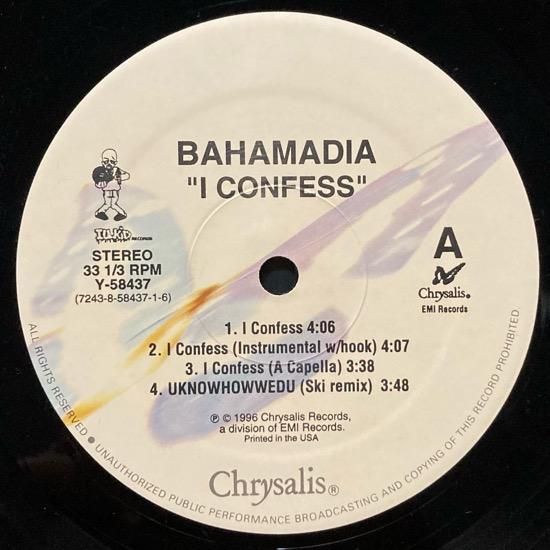 BAHAMADIA
"I CONFESS"
ILLKID RECORDS
STEREO
33 1/3 RPM
Y-58437
(7243-8-58437-1-6)
A
Chrysalis®
EMI Records
1. I Confess 4:06
2. I Confess (Instrumental w/hook) 4:07
3. I Confess (A Capella) 3:38
4. UKNOWHOWWEDU (Ski remix) 3:48
℗ © 1996 Chrysalis Records,
a division of EMI Records.
Printed in the USA
Chrysalis®
ALL RIGHTS RESERVED ● UNAUTHORIZED PUBLIC PERFORMANCE BROADCASTING AND COPYING OF THIS RECORD PROHIBITED.